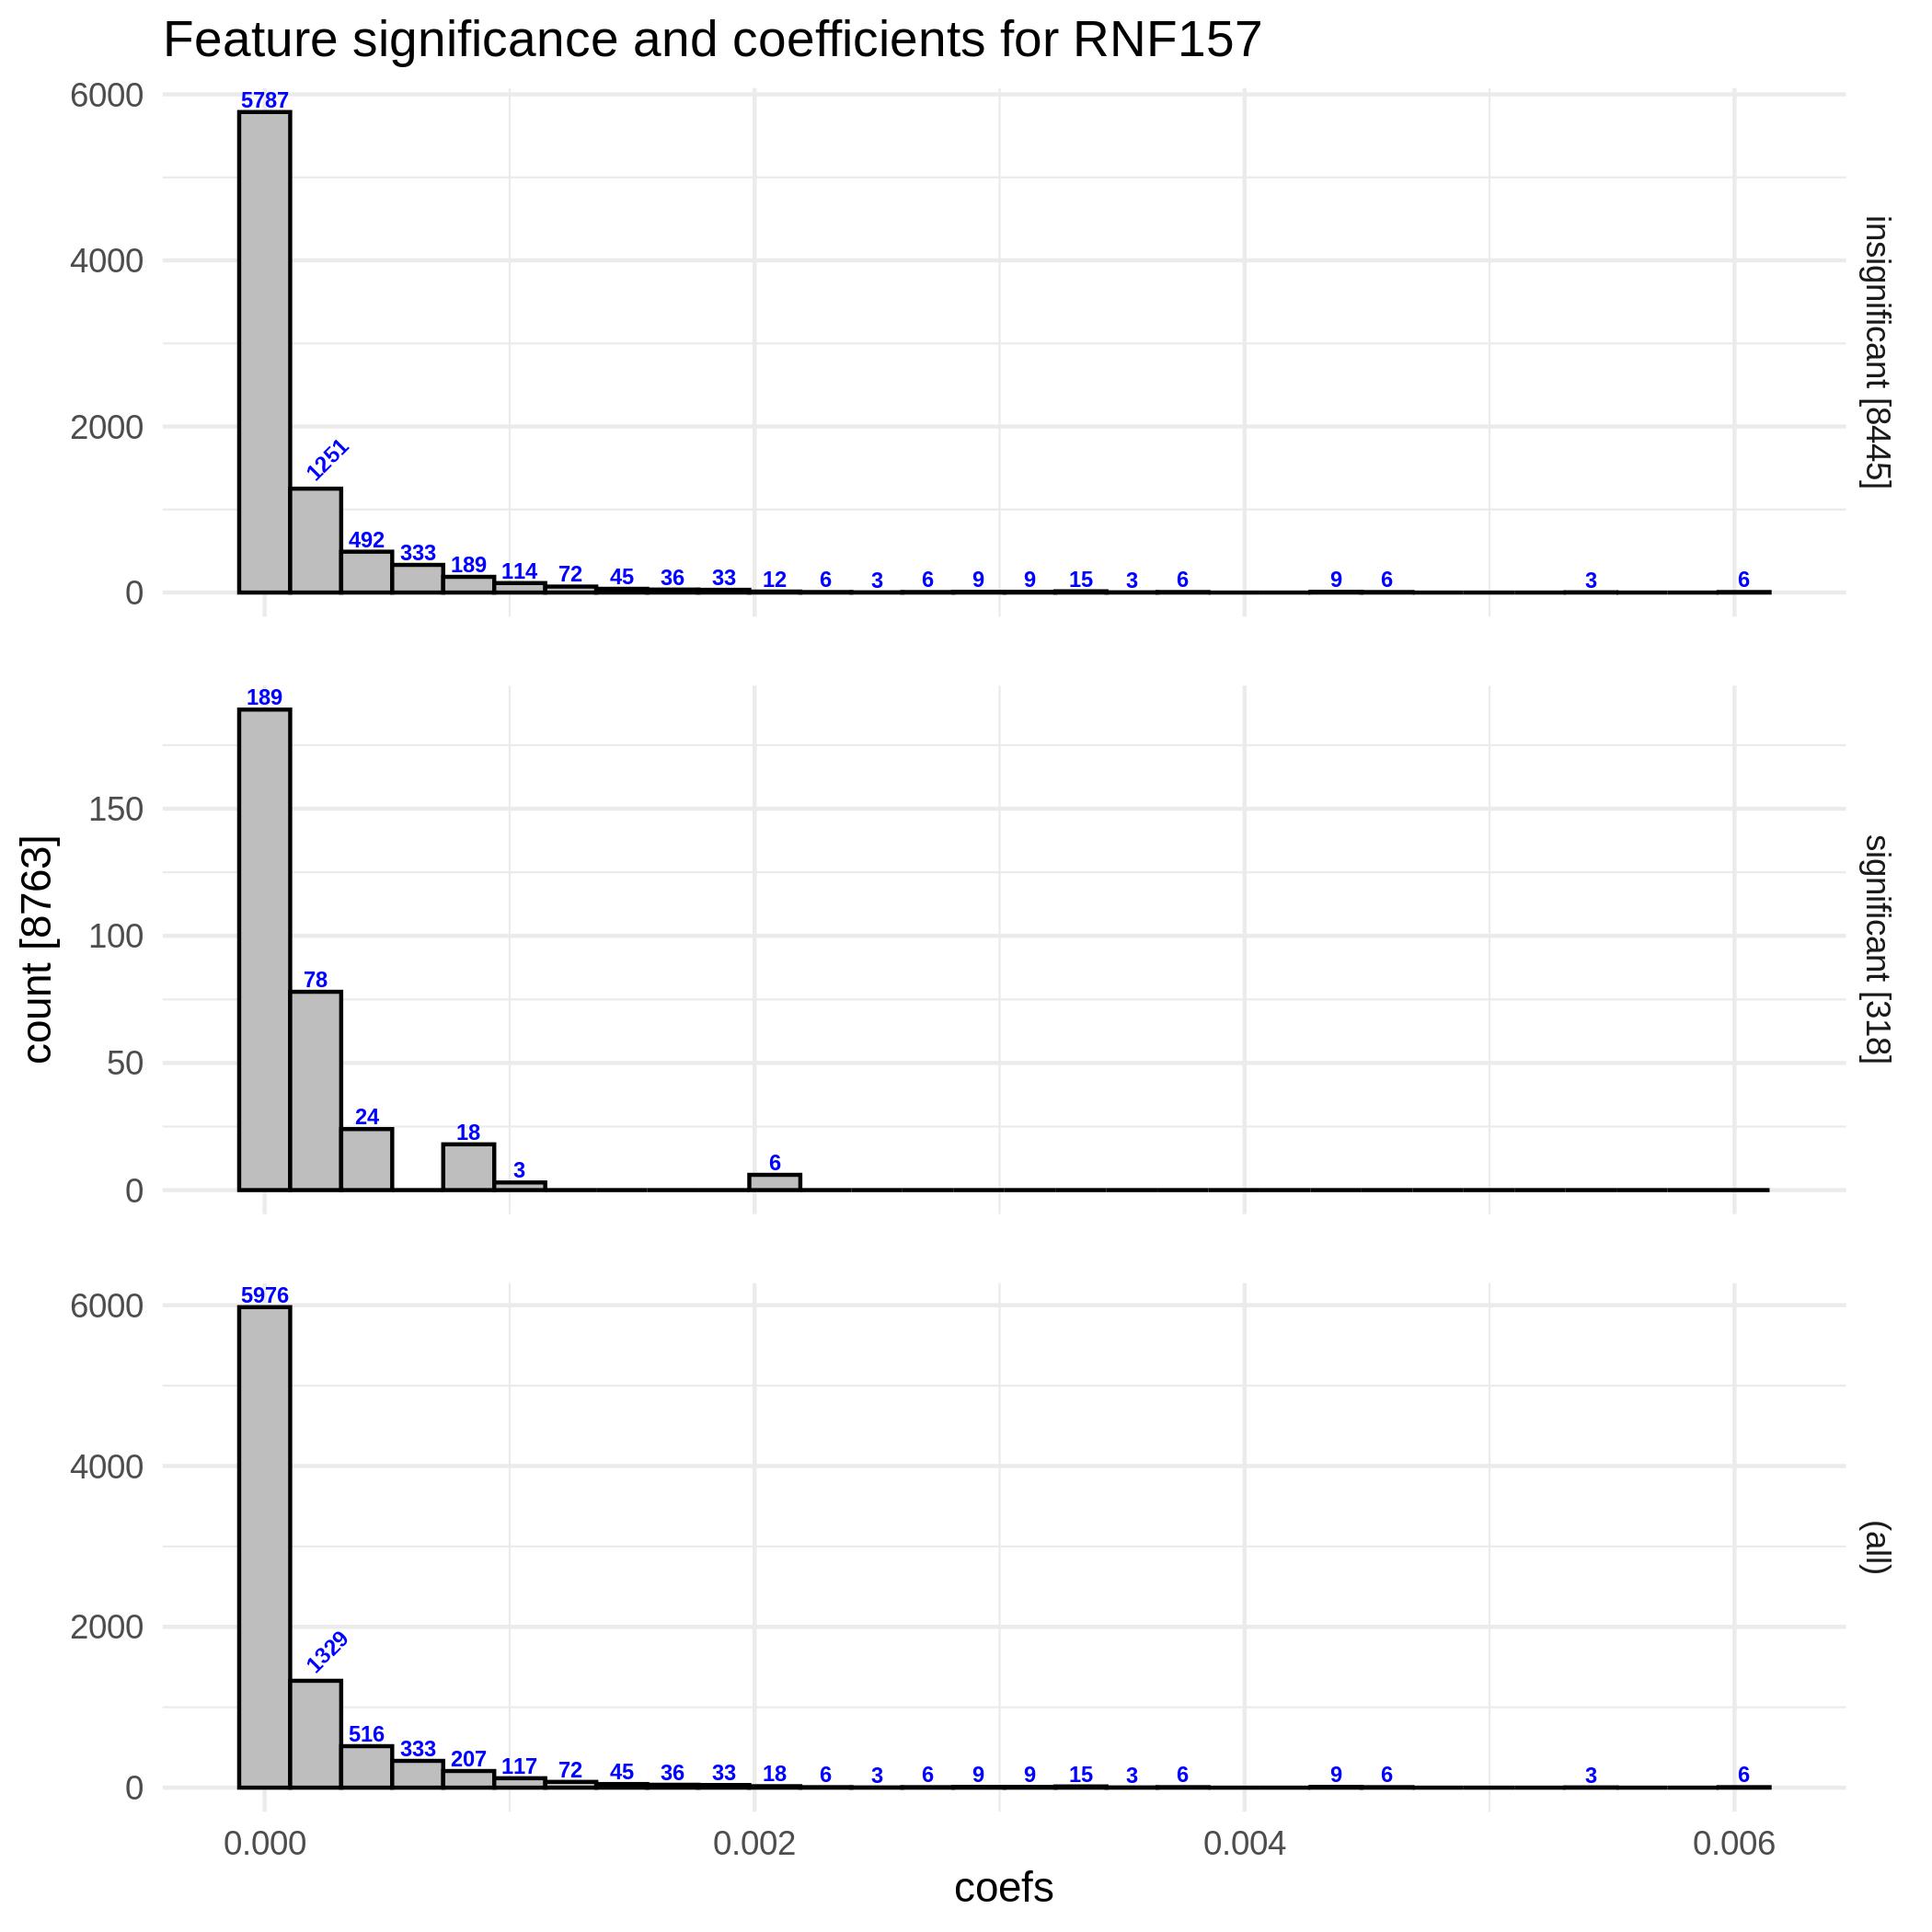 Feature significance and coefficients for RNF157
6000
4000
2000
0
5787
1251
492 333 189 114 72 45 36 33 12 6 3 6 9 9 15 3 6 9 6 3 6
insignificant [8445]
count [8763]
150
100
50
0
189
78
24
18
3
6
significant [318]
6000
4000
2000
0
5976
1329
516 333 207 117 72 45 36 33 18 6 3 6 9 9 15 3 6 9 6 3 6
(all)
0.000 0.002 0.004 0.006
coefs